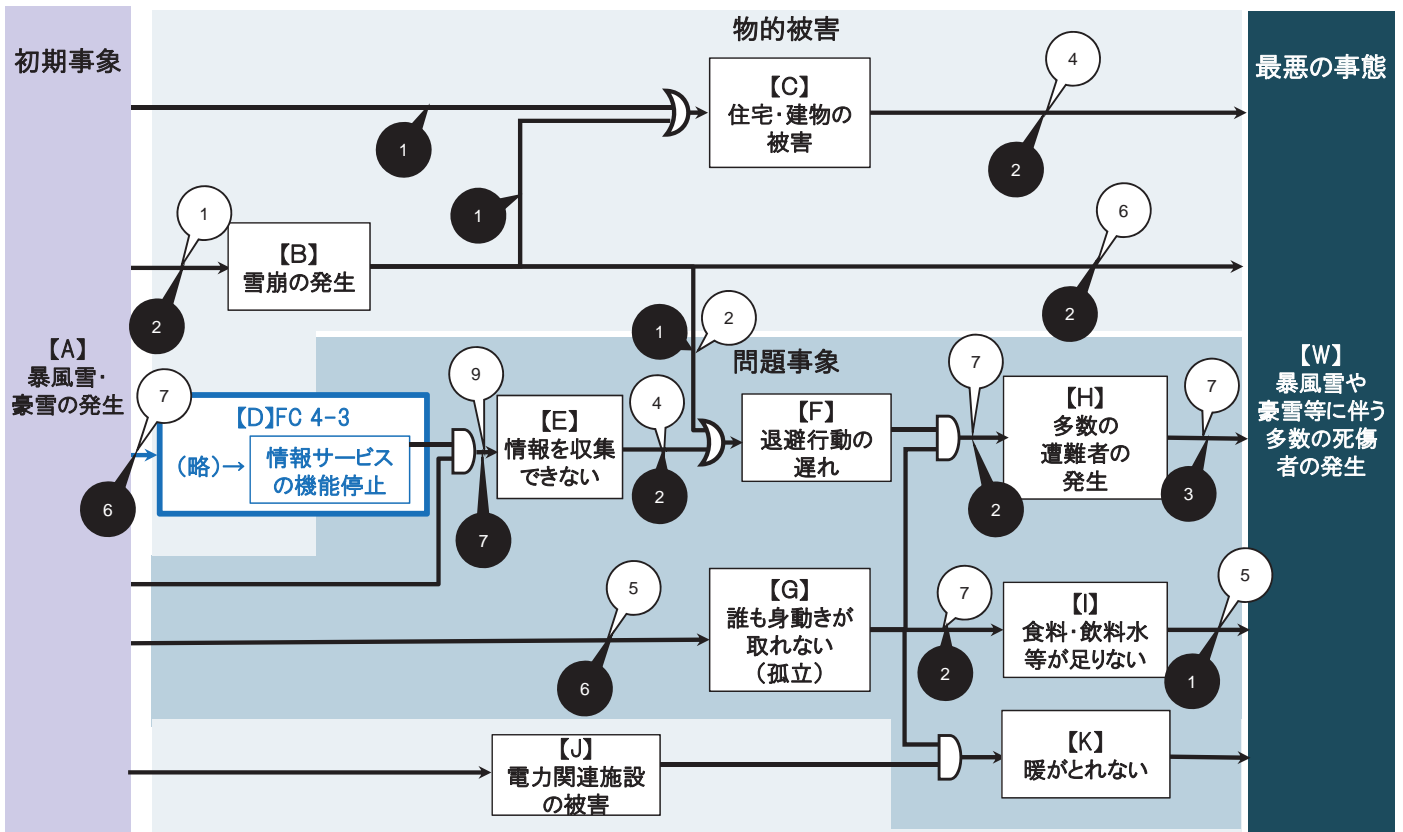 初期事象
物的被害
最悪の事態
【C】
住宅・建物の
被害
4
1
2
1
1
6
【B】
雪崩の発生
2
2
1
2
【A】
暴風雪・
豪雪の発生
問題事象
【W】
暴風雪や
豪雪等に伴う
多数の死傷
者の発生
7
【D】FC 4-3
（略）→
情報サービス
の機能停止
6
9
7
【E】
情報を収集
できない
4
2
【F】
退避行動の
遅れ
7
2
【H】
多数の
遭難者の
発生
7
3
5
6
【G】
誰も身動きが
取れない
（孤立）
7
2
【I】
食料・飲料水
等が足りない
5
1
【J】
電力関連施設
の被害
【K】
暖がとれない